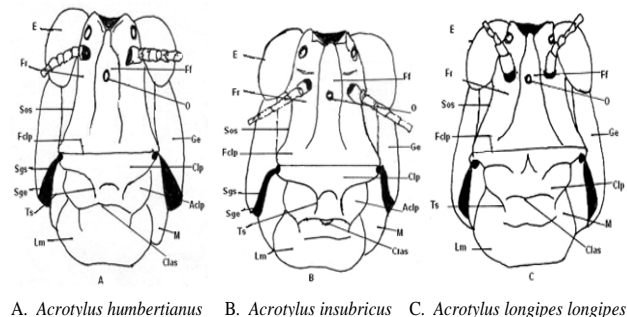 E
Fr
Sos
Fclp
Sgs
Sge
Ts
Lm
Ff
O
Ge
Clp
Aclp
M
Clas
A
E
Fr
Sos
Fclp
Sgs
Sge
Ts
Lm
Ff
O
Ge
Clp
Aclp
M
Clas
B
E
Fr
Sos
Fclp
Ts
Lm
Ff
O
Ge
Clp
M
Clas
C
A. Acrotylus humbertianus B. Acrotylus insubricus C. Acrotylus longipes longipes